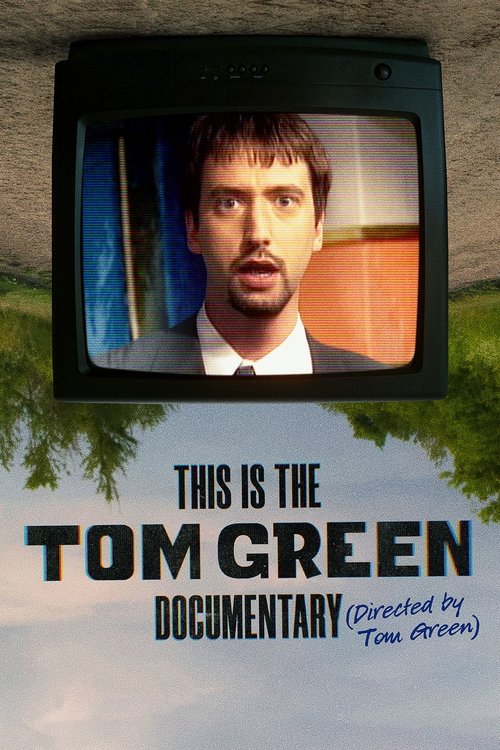 THIS IS THE
TOM GREEN
DOCUMENTARY
(Directed by
Tom Green)